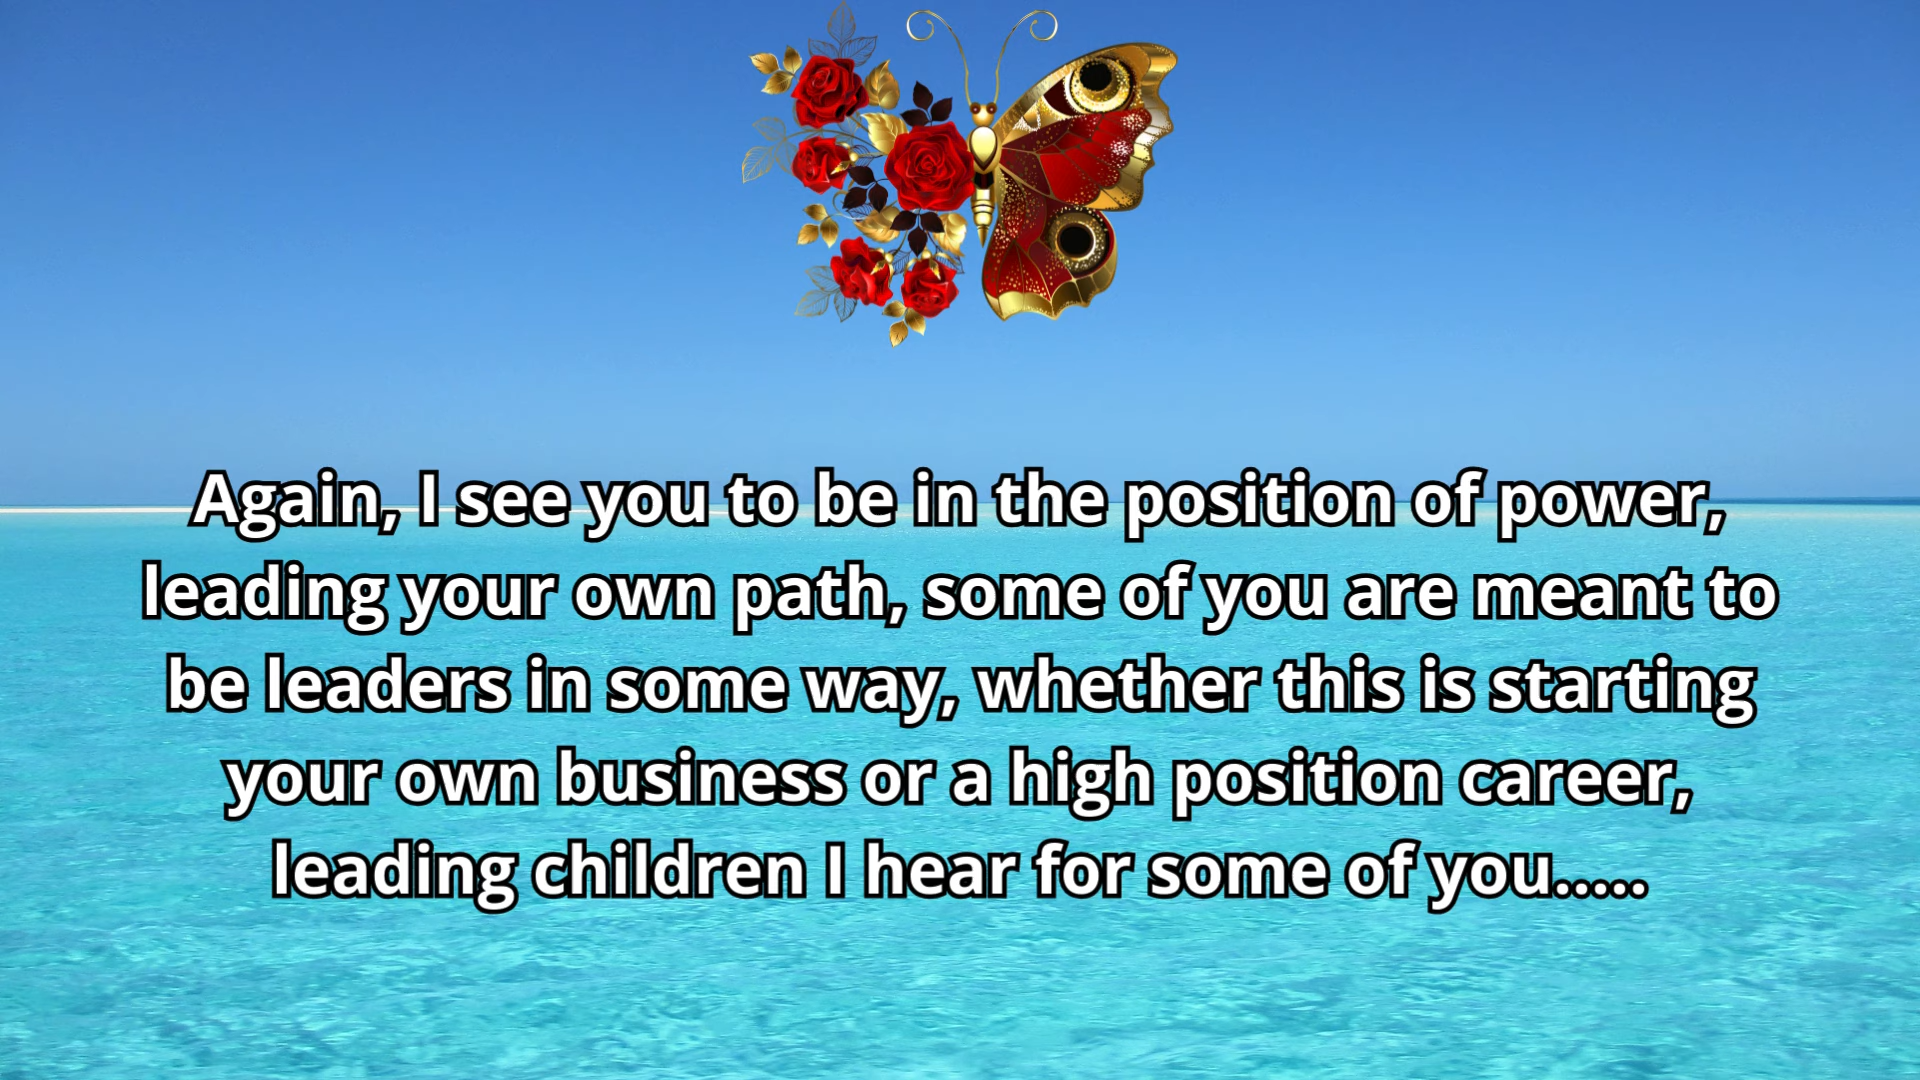 Again, I see you to be in the position of power,
leading your own path, some of you are meant to
be leaders in some way, whether this is starting
your own business or a high position career,
leading children I hear for some of you.....